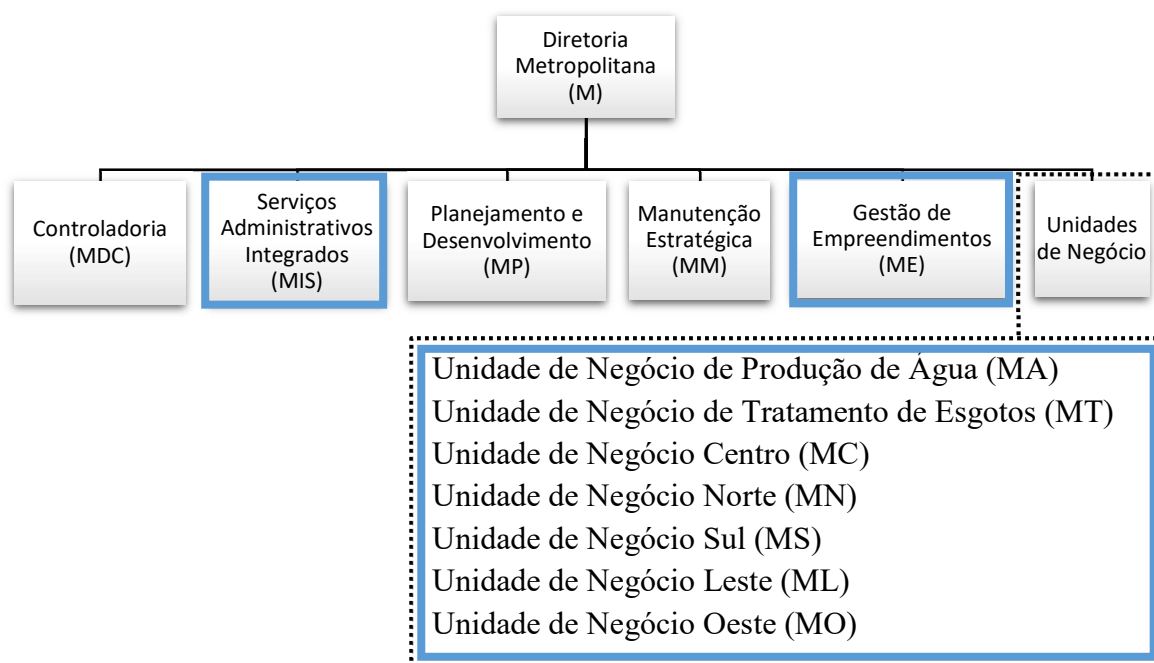 Diretoria
Metropolitana
(M)
Controladoria
(MDC)
Serviços
Administrativos
Integrados
(MIS)
Planejamento e
Desenvolvimento
(MP)
Manutenção
Estratégica
(MM)
Gestão de
Empreendimentos
(ME)
Unidades
de Negócio
Unidade de Negócio de Produção de Água (MA)
Unidade de Negócio de Tratamento de Esgotos (MT)
Unidade de Negócio Centro (MC)
Unidade de Negócio Norte (MN)
Unidade de Negócio Sul (MS)
Unidade de Negócio Leste (ML)
Unidade de Negócio Oeste (MO)